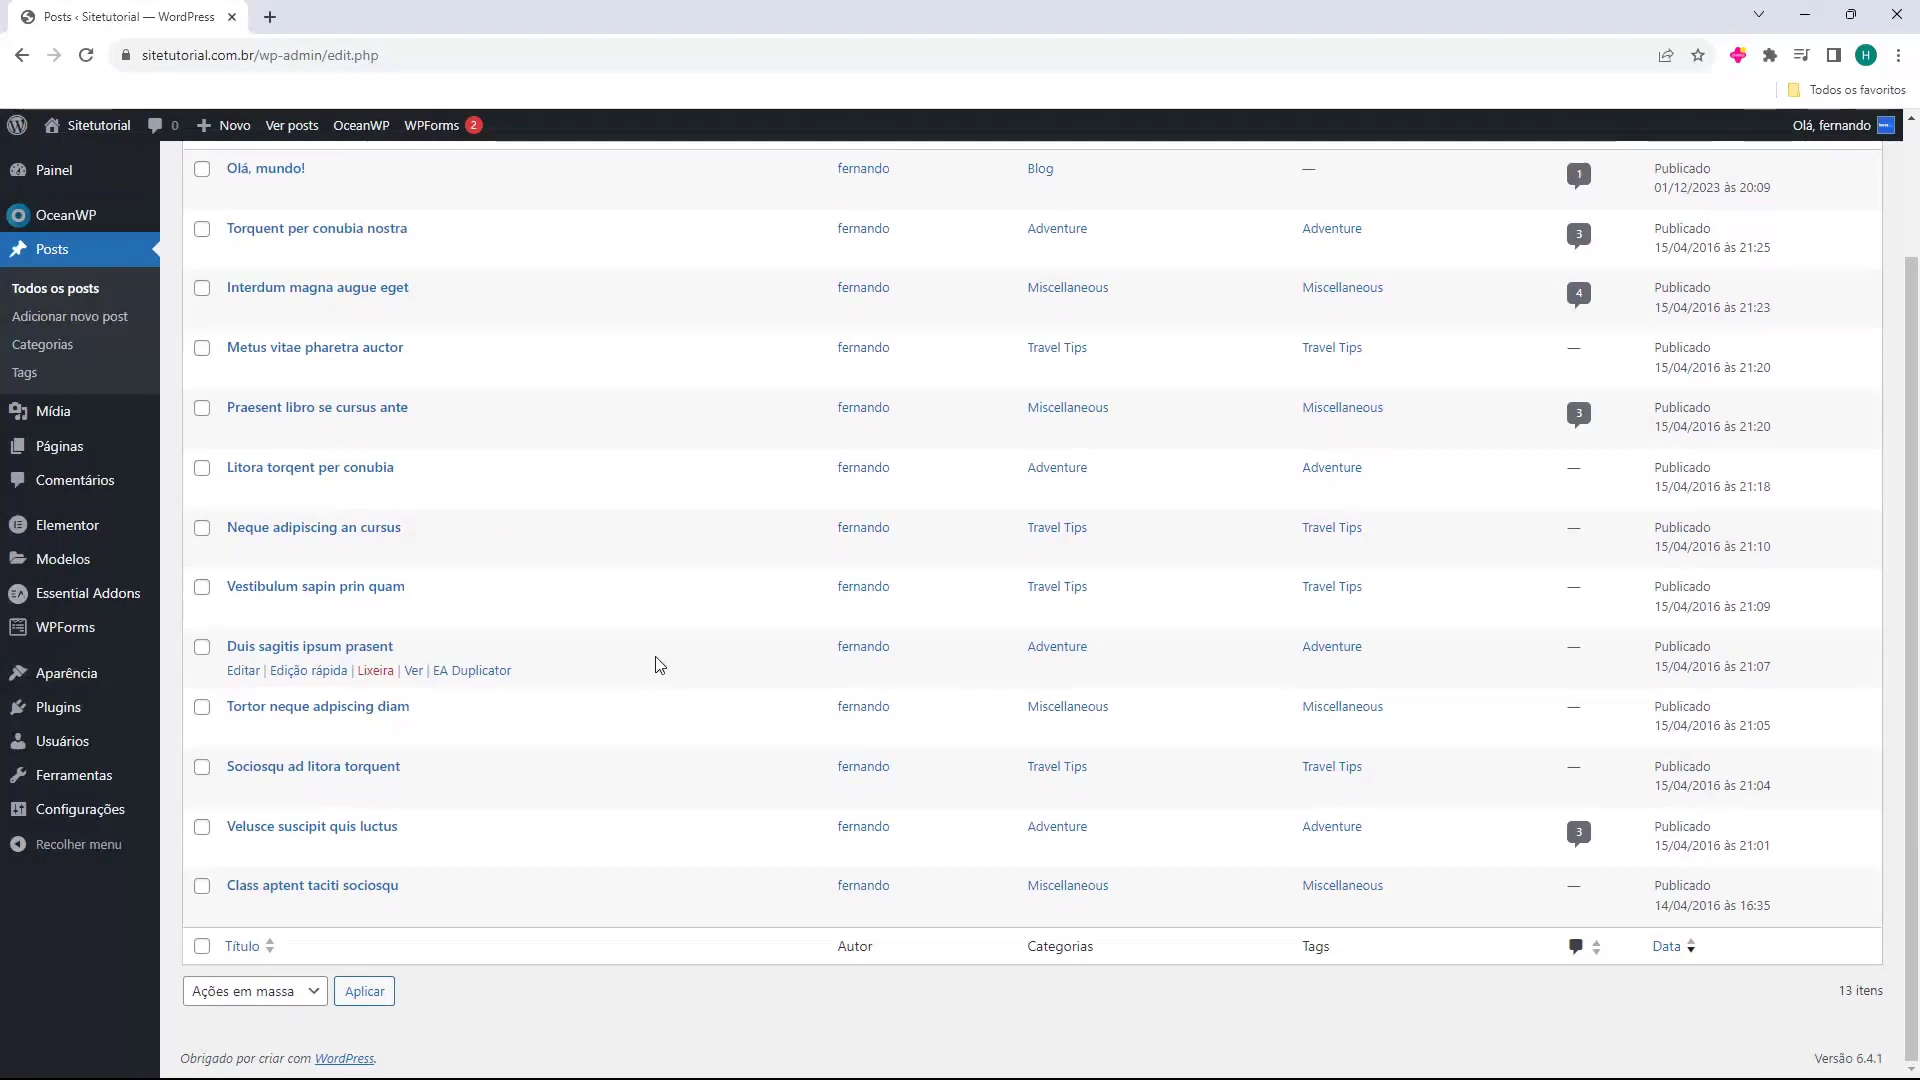 Posts ‹ Sitetutorial — WordPress
sitetutorial.com.br/wp-admin/edit.php
H
Todos os favoritos
Sitetutorial 0 Novo Ver posts OceanWP WPForms 2 Olá, fernando
Painel
OceanWP
Posts
Todos os posts
Adicionar novo post
Categorias
Tags
Mídia
Páginas
Comentários
Elementor
Modelos
Essential Addons
WPForms
Aparência
Plugins
Usuários
Ferramentas
Configurações
Recolher menu
Olá, mundo! fernando Blog — 1 Publicado
01/12/2023 às 20:09
Torquent per conubia nostra fernando Adventure Adventure 3 Publicado
15/04/2016 às 21:25
Interdum magna augue eget fernando Miscellaneous Miscellaneous 4 Publicado
15/04/2016 às 21:23
Metus vitae pharetra auctor fernando Travel Tips Travel Tips — Publicado
15/04/2016 às 21:20
Praesent libro se cursus ante fernando Miscellaneous Miscellaneous 3 Publicado
15/04/2016 às 21:20
Litora torqent per conubia fernando Adventure Adventure — Publicado
15/04/2016 às 21:18
Neque adipiscing an cursus fernando Travel Tips Travel Tips — Publicado
15/04/2016 às 21:10
Vestibulum sapin prin quam fernando Travel Tips Travel Tips — Publicado
15/04/2016 às 21:09
Duis sagitis ipsum prasent fernando Adventure Adventure — Publicado
Editar | Edição rápida | Lixeira | Ver | EA Duplicator 15/04/2016 às 21:07
Tortor neque adpiscing diam fernando Miscellaneous Miscellaneous — Publicado
15/04/2016 às 21:05
Sociosqu ad litora torquent fernando Travel Tips Travel Tips — Publicado
15/04/2016 às 21:04
Velusce suscipit quis luctus fernando Adventure Adventure 3 Publicado
15/04/2016 às 21:01
Class aptent taciti sociosqu fernando Miscellaneous Miscellaneous — Publicado
14/04/2016 às 16:35
Título Autor Categorias Tags Data
Ações em massa Aplicar 13 itens
Obrigado por criar com WordPress. Versão 6.4.1